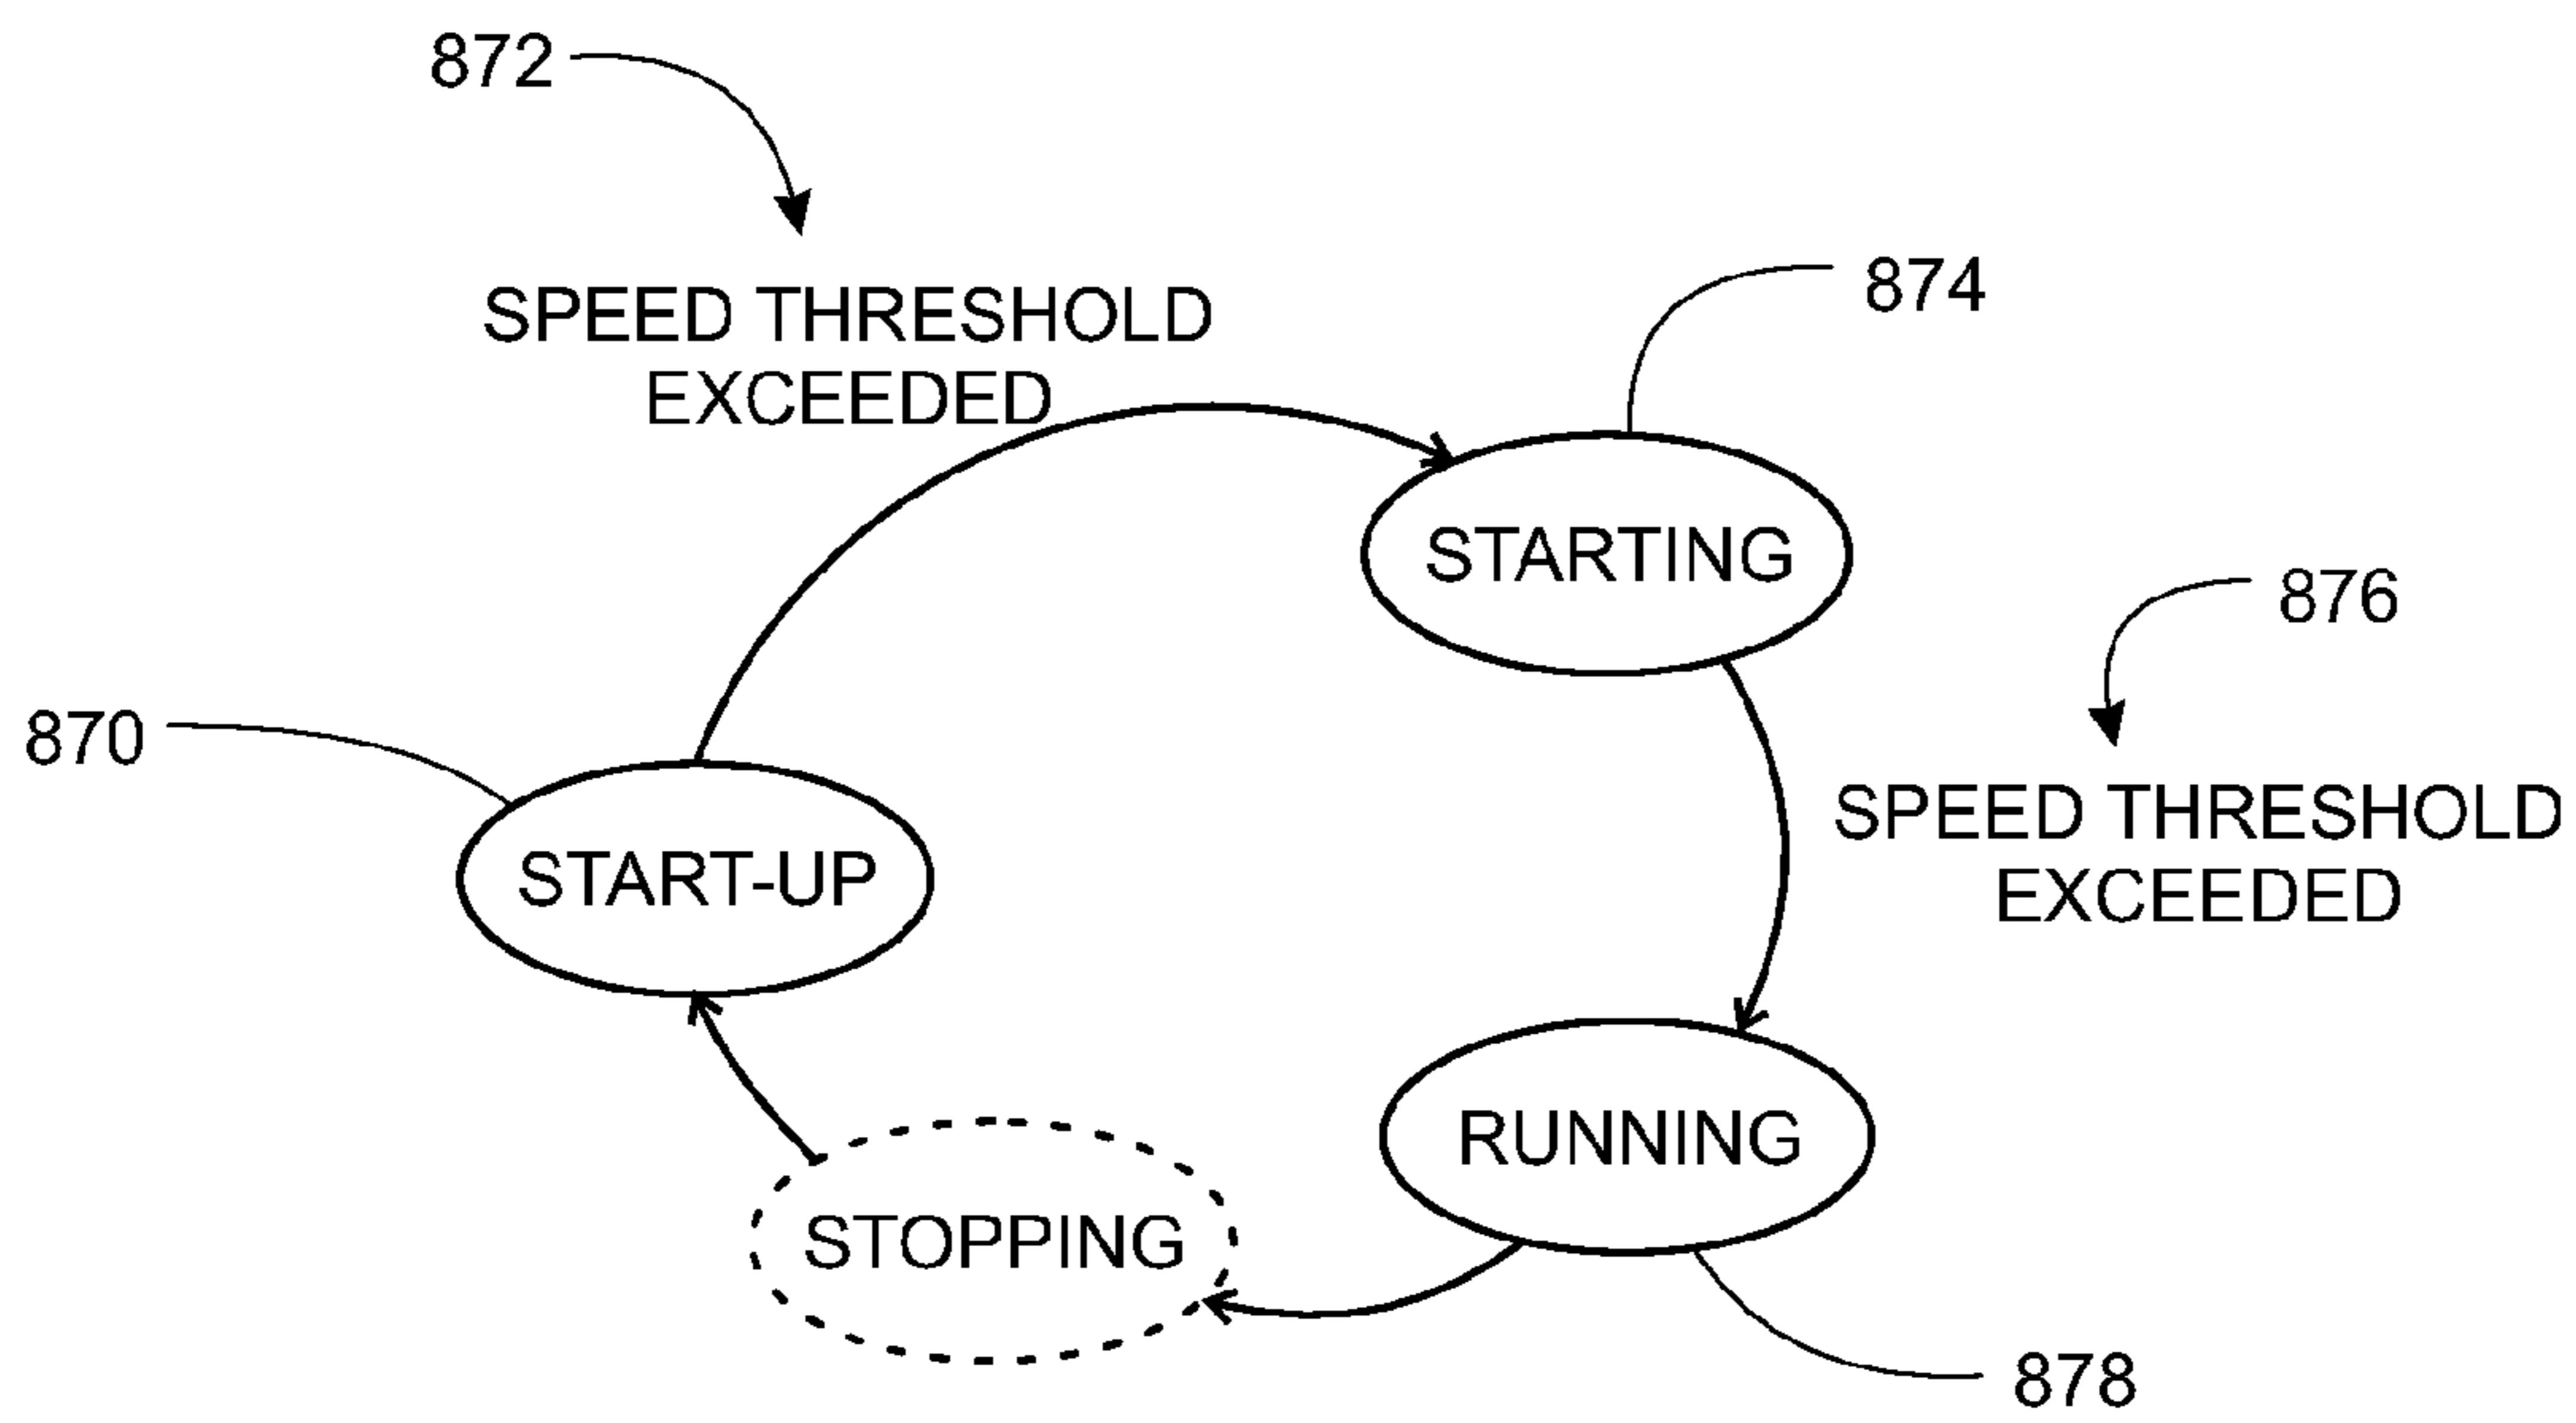 872
SPEED THRESHOLD
EXCEEDED
874
STARTING
876
870
SPEED THRESHOLD
EXCEEDED
START-UP
RUNNING
STOPPING
878